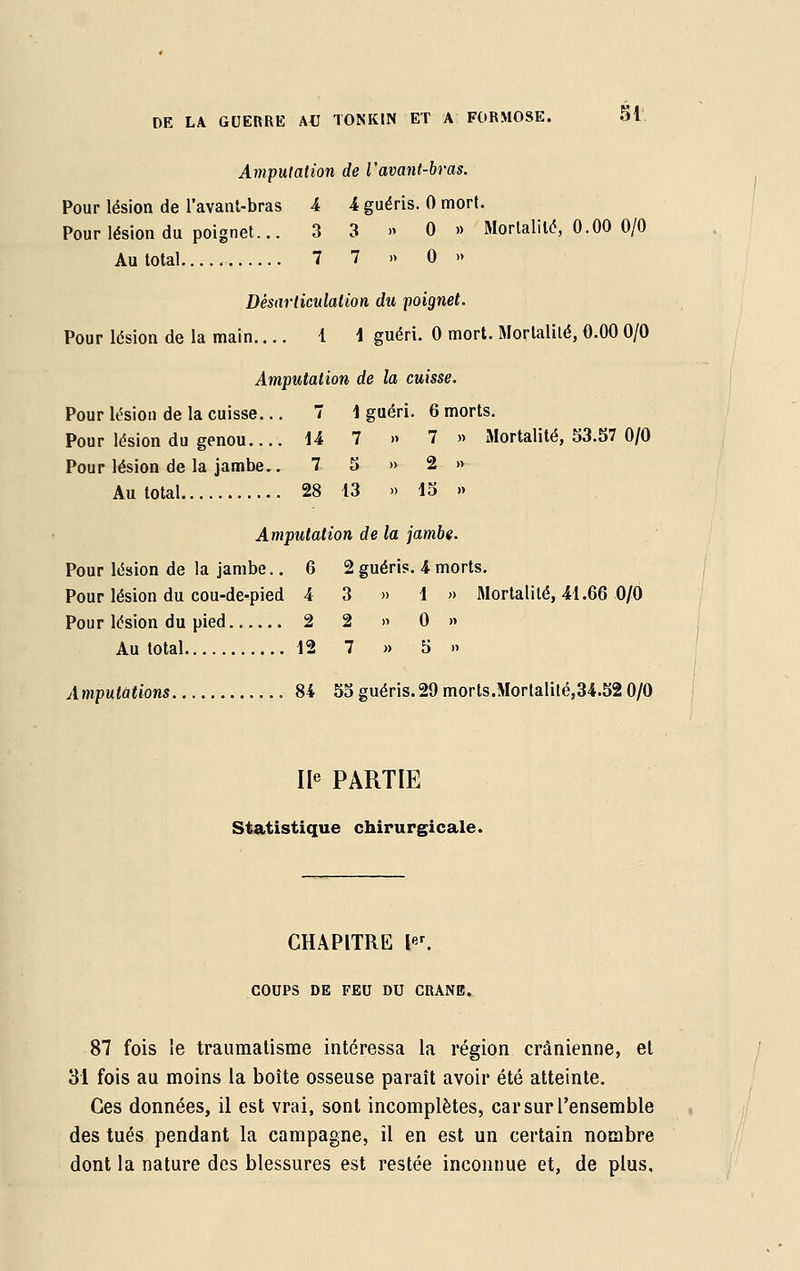 DE LA GUERRE AU TONKIN ET A FORMOSE. 51
Amputation de l'avant-bras.
Pour lésion de l'avant-bras 4 4 guéris. 0 mort.
Pour lésion du poignet... 3 3 » 0 » Mortalité, 0.00 0/0
Au total............ 7 7 » 0 »
Désarticulation du poignet.
Pour lésion de la main.... 1 1 guéri. 0 mort. Mortalité, 0.00 0/0
Amputation de la cuisse.
Pour lésion de la cuisse... 7 1 guéri. 6 morts.
Pour lésion du genou.... 14 7 » 7 » Mortalité, 53.57 0/0
Pour lésion de la jambe.. 7 5 » 2 »
Au total........... 28 13 » 15 »
Amputation de la jambe.
Pour lésion de la jambe.. 6 2 guéris. 4 morts.
Pour lésion du cou-de-pied 4 3 » 1 » Mortalité, 41.66 0/0
Pour lésion du pied...... 2 2 » 0 »
Au total........... 12 7 » 5 »
Amputations............. 84 55 guéris. 29 morts. Mortalité, 34.52 0/0
IIe PARTIE
Statistique chirurgicale.
CHAPITRE Ier.
COUPS DE FEU DU CRANE.
87 fois le traumatisme intéressa la région crânienne, et
31 fois au moins la boîte osseuse paraît avoir été atteinte.
Ces données, il est vrai, sont incomplètes, car sur l'ensemble
des tués pendant la campagne, il en est un certain nombre
dont la nature des blessures est restée inconnue et, de plus,